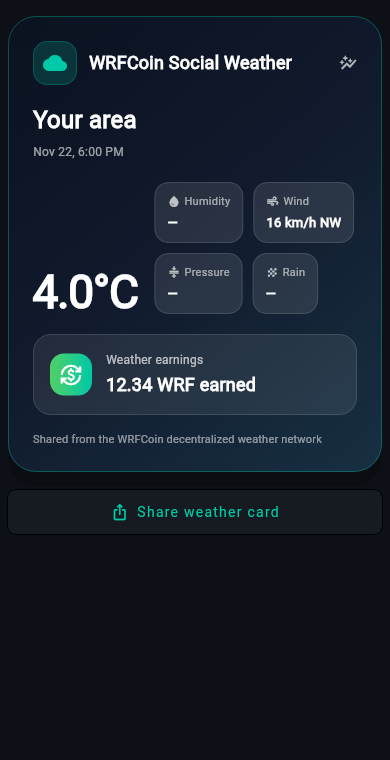 WRFCoin Social Weather
Your area
Nov 22, 6:00 PM
4.0°C
Humidity
–
Wind
16 km/h NW
Pressure
–
Rain
–
Weather earnings
12.34 WRF earned
Shared from the WRFCoin decentralized weather network
Share weather card